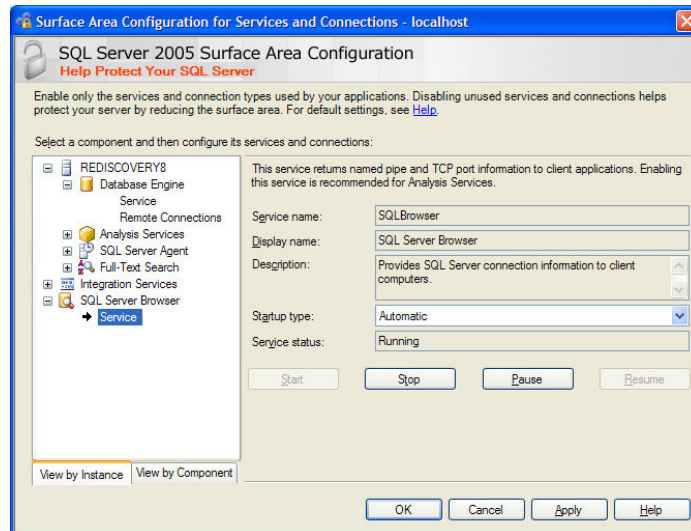 Surface Area Configuration for Services and Connections - localhost
SQL Server 2005 Surface Area Configuration
Help Protect Your SQL Server
Enable only the services and connection types used by your applications. Disabling unused services and connections helps
protect your server by reducing the surface area. For default settings, see Help.
Select a component and then configure its services and connections:
REDISCOVERY8
Database Engine
Service
Remote Connections
Analysis Services
SQL Server Agent
Full-Text Search
Integration Services
SQL Server Browser
Service
View by Instance
View by Component
This service returns named pipe and TCP port information to client applications. Enabling
this service is recommended for Analysis Services.
Service name: SQLBrowser
Display name: SQL Server Browser
Description: Provides SQL Server connection information to client
computers.
Startup type: Automatic
Service status: Running
Start Stop Pause Resume
OK Cancel Apply Help